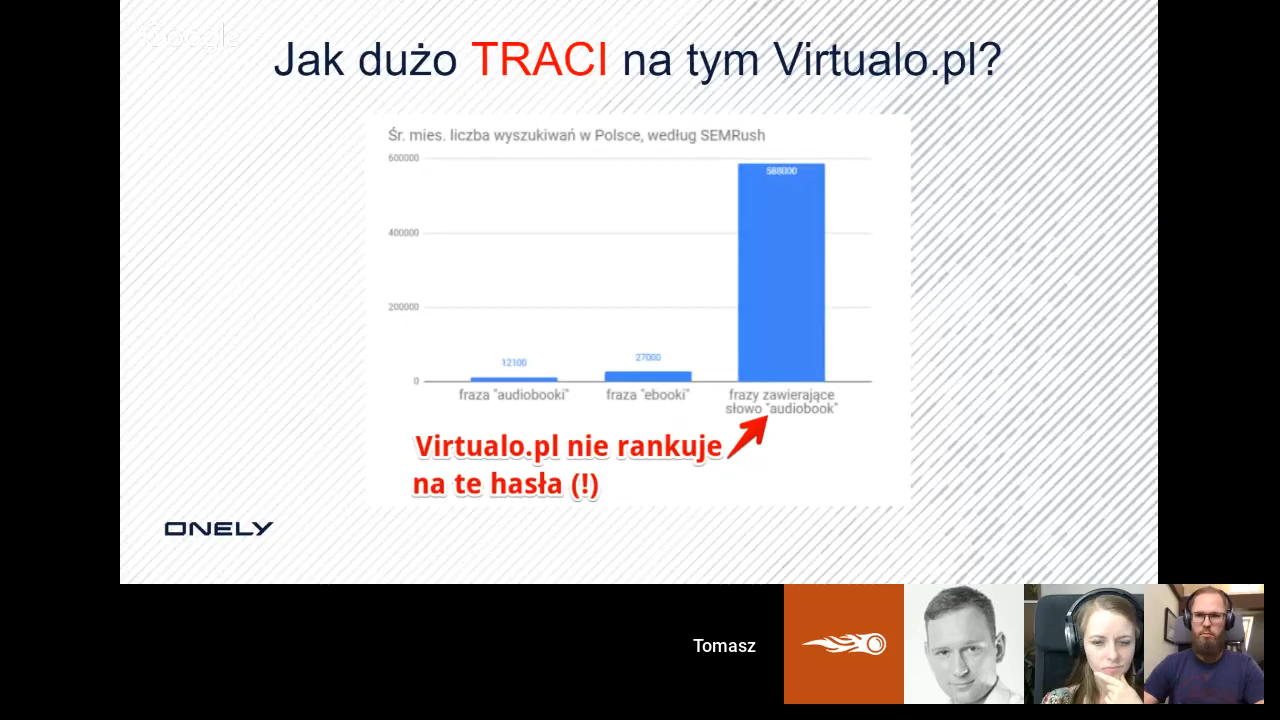 Google
Jak dużo TRACI na tym Virtualo.pl?
Śr. mies. liczba wyszukiwań w Polsce, według SEMRush
600000
400000
200000
0
12100
27000
588000
fraza "audiobooki"
fraza "ebooki"
frazy zawierające
słowo "audiobook"
Virtualo.pl nie rankuje
na te hasła (!)
ONELY
Tomasz